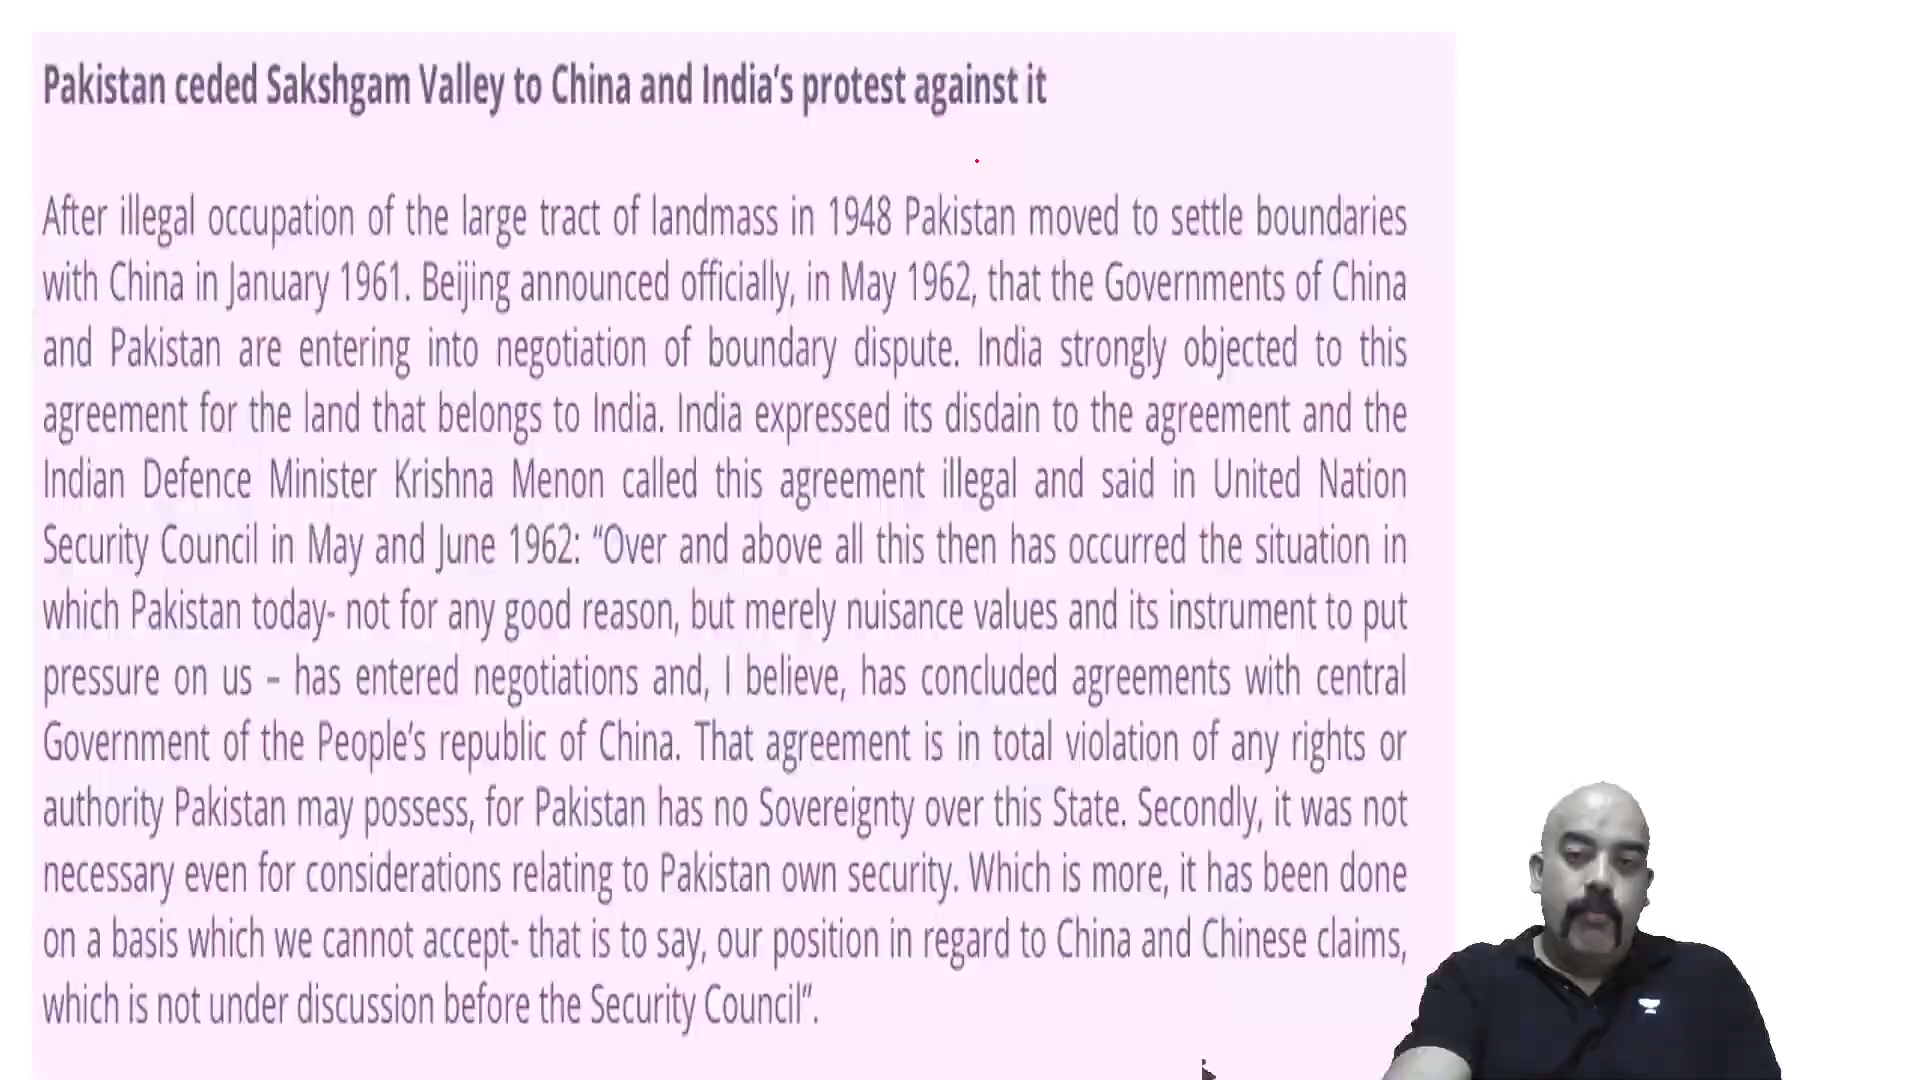 Pakistan ceded Sakshgam Valley to China and India's protest against it
After illegal occupation of the large tract of landmass in 1948 Pakistan moved to settle boundaries
with China in January 1961. Beijing announced officially, in May 1962, that the Governments of China
and Pakistan are entering into negotiation of boundary dispute. India strongly objected to this
agreement for the land that belongs to India. India expressed its disdain to the agreement and the
Indian Defence Minister Krishna Menon called this agreement illegal and said in United Nation
Security Council in May and June 1962: “Over and above all this then has occurred the situation in
which Pakistan today- not for any good reason, but merely nuisance values and its instrument to put
pressure on us – has entered negotiations and, I believe, has concluded agreements with central
Government of the People's republic of China. That agreement is in total violation of any rights or
authority Pakistan may possess, for Pakistan has no Sovereignty over this State. Secondly, it was not
necessary even for considerations relating to Pakistan own security. Which is more, it has been done
on a basis which we cannot accept- that is to say, our position in regard to China and Chinese claims,
which is not under discussion before the Security Council”.